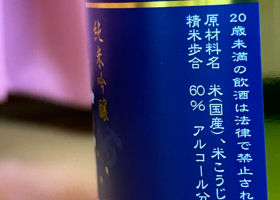 20歳未満の飲酒は法律で禁止され
原材料名 米(国産)、米こうじ
精米歩合 60% アルコール分
純米吟醸